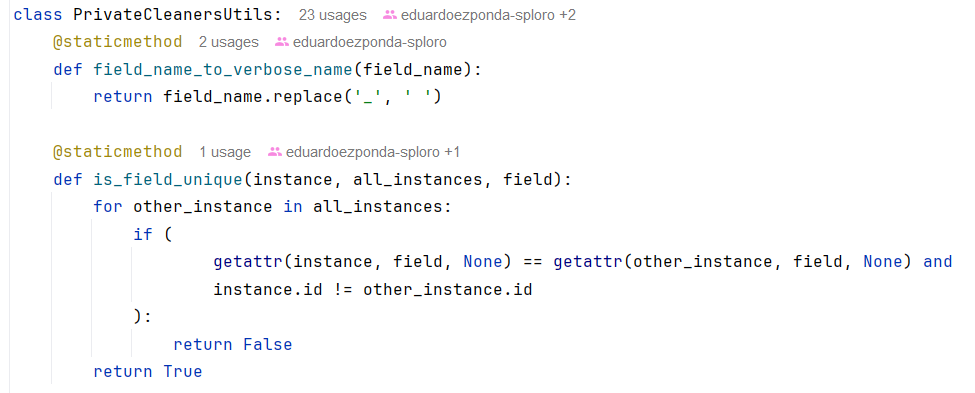 class PrivateCleanersUtils: 23 usages eduardoezponda-sploro +2
@staticmethod 2 usages eduardoezponda-sploro
def field_name_to_verbose_name(field_name):
return field_name.replace('_', ' ')
@staticmethod 1 usage eduardoezponda-sploro +1
def is_field_unique(instance, all_instances, field):
for other_instance in all_instances:
if (
getattr(instance, field, None) == getattr(other_instance, field, None) and
instance.id != other_instance.id
):
return False
return True